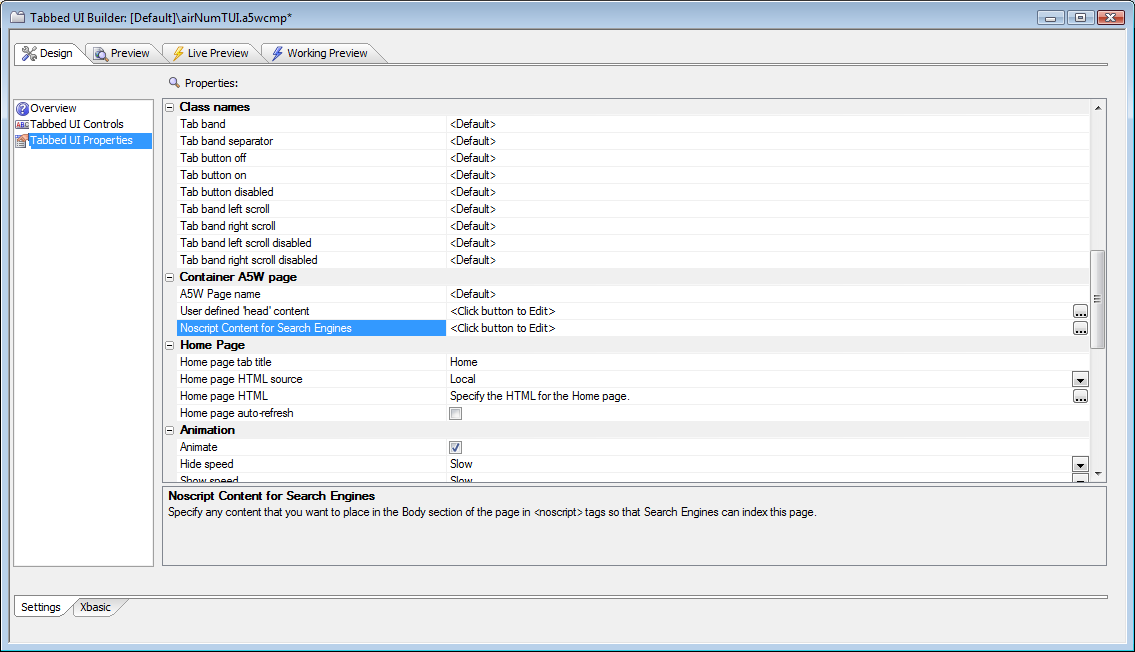 Tabbed UI Builder: [Default]\airNumTUI.a5wcmp*
Design Preview Live Preview Working Preview
Properties:
Overview
ABC Tabbed UI Controls
Tabbed UI Properties
Class names
Tab band <Default>
Tab band separator <Default>
Tab button off <Default>
Tab button on <Default>
Tab button disabled <Default>
Tab band left scroll <Default>
Tab band right scroll <Default>
Tab band left scroll disabled <Default>
Tab band right scroll disabled <Default>
Container A5W page
A5W Page name <Default>
User defined 'head' content <Click button to Edit> ...
Noscript Content for Search Engines <Click button to Edit> ...
Home Page
Home page tab title Home
Home page HTML source Local
Home page HTML Specify the HTML for the Home page. ...
Home page auto-refresh
Animation
Animate
Hide speed Slow
Show speed Slow
Noscript Content for Search Engines
Specify any content that you want to place in the Body section of the page in <noscript> tags so that Search Engines can index this page.
Settings Xbasic